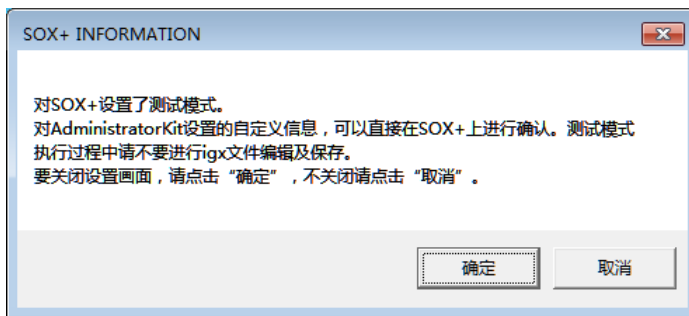 SOX+ INFORMATION
对SOX+设置了测试模式。
对AdministratorKit设置的自定义信息，可以直接在SOX+上进行确认。测试模式
执行过程中请不要进行igx文件编辑及保存。
要关闭设置画面，请点击“确定”，不关闭请点击“取消”。
确定
取消